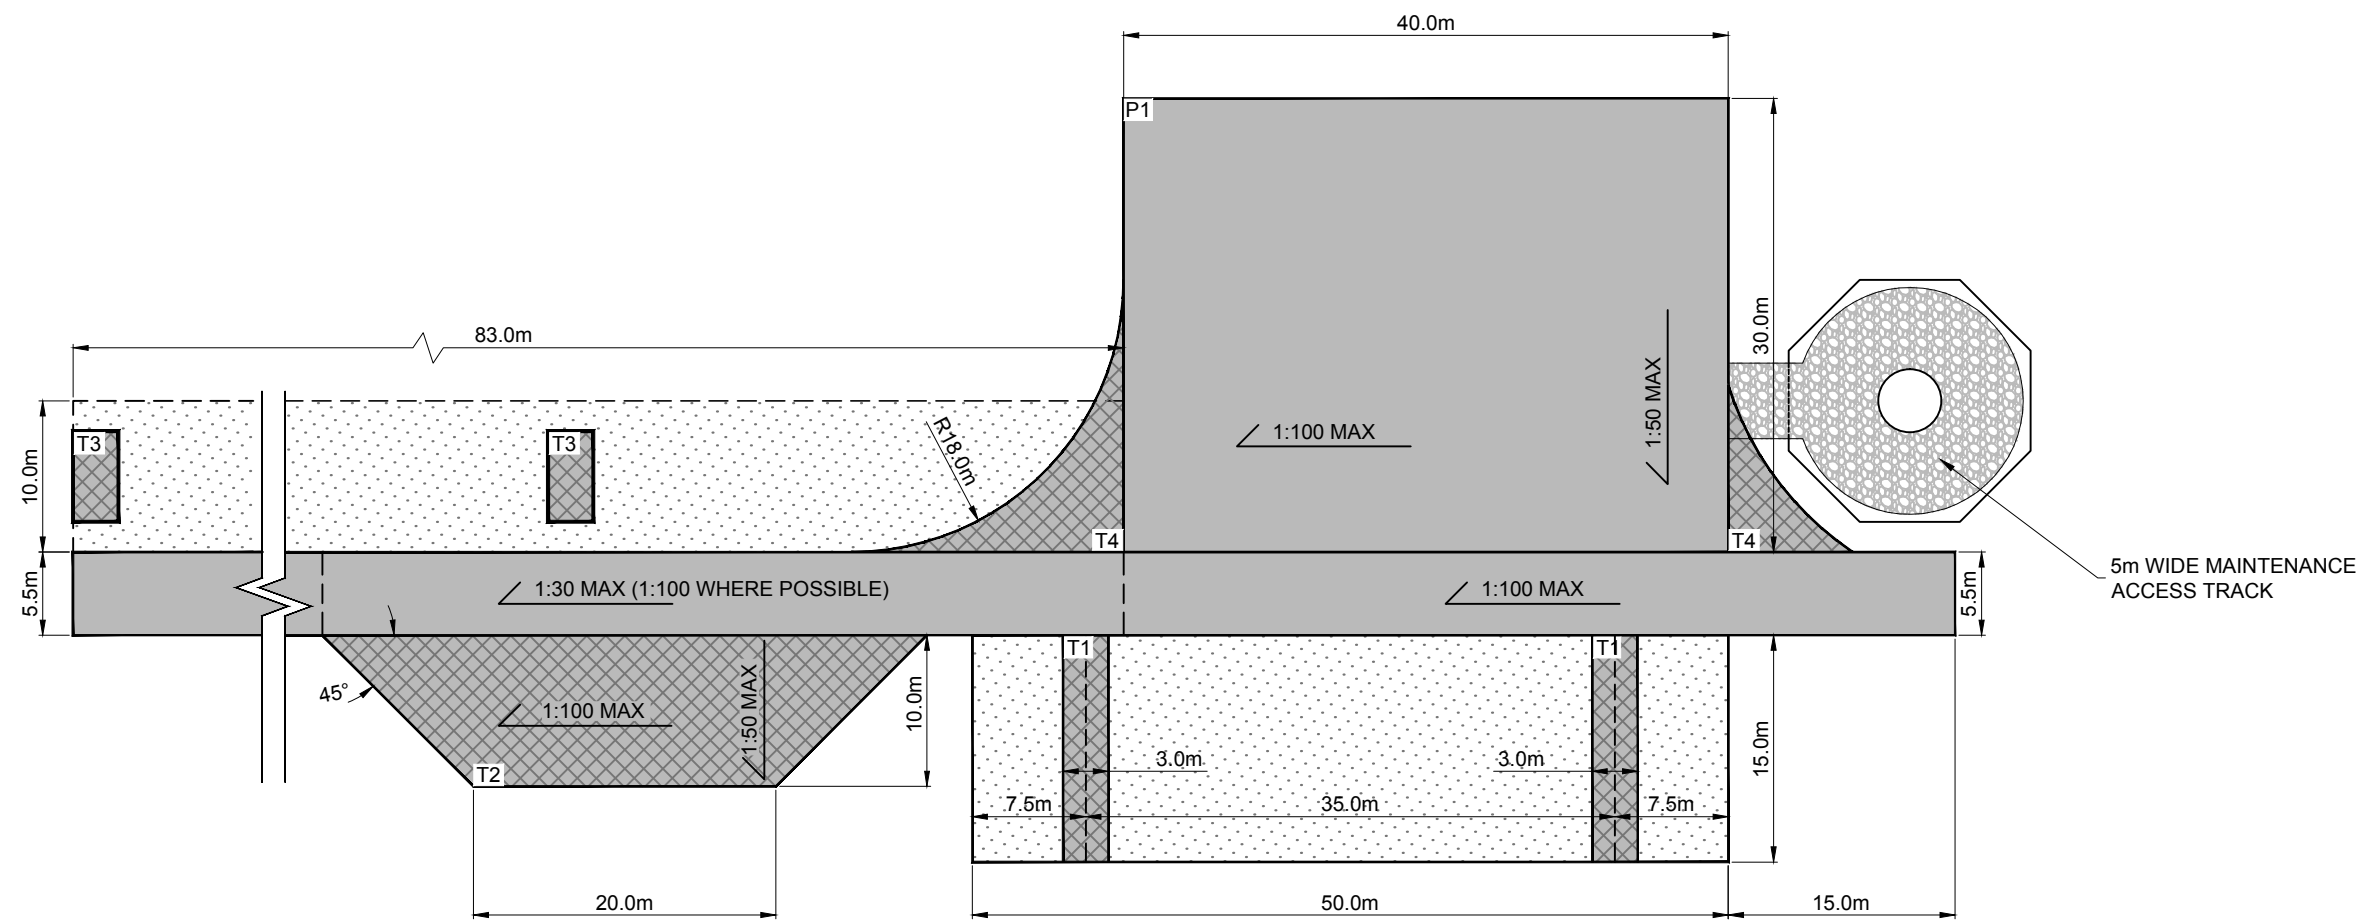 40.0m
P1
83.0m
30.0m
1:50 MAX
1:100 MAX
R18.0m
T3
T3
10.0m
T4
T4
5.5m
1:30 MAX (1:100 WHERE POSSIBLE)
1:100 MAX
5.5m
5m WIDE MAINTENANCE
ACCESS TRACK
45°
1:100 MAX
1:50 MAX
T2
10.0m
T1
T1
3.0m
3.0m
15.0m
7.5m
35.0m
7.5m
20.0m
50.0m
15.0m